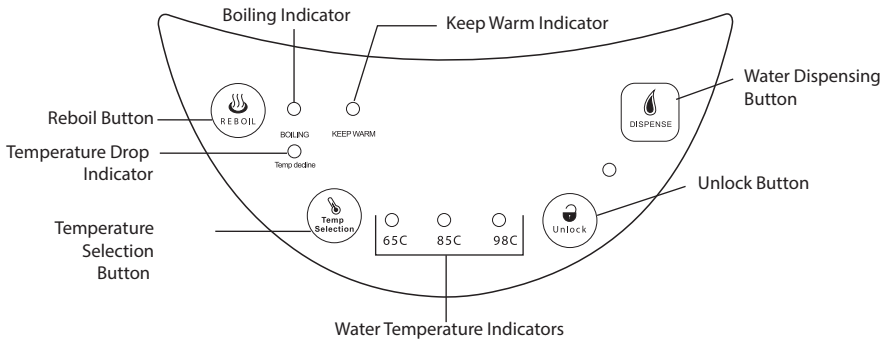 Boiling Indicator
Keep Warm Indicator
Water Dispensing
Button
Reboil Button
REBOIL
BOILING
KEEP WARM
DISPENSE
Temperature Drop
Indicator
Temp decline
Unlock Button
Temp
Selection
65C
85C
98C
Unlock
Temperature
Selection
Button
Water Temperature Indicators